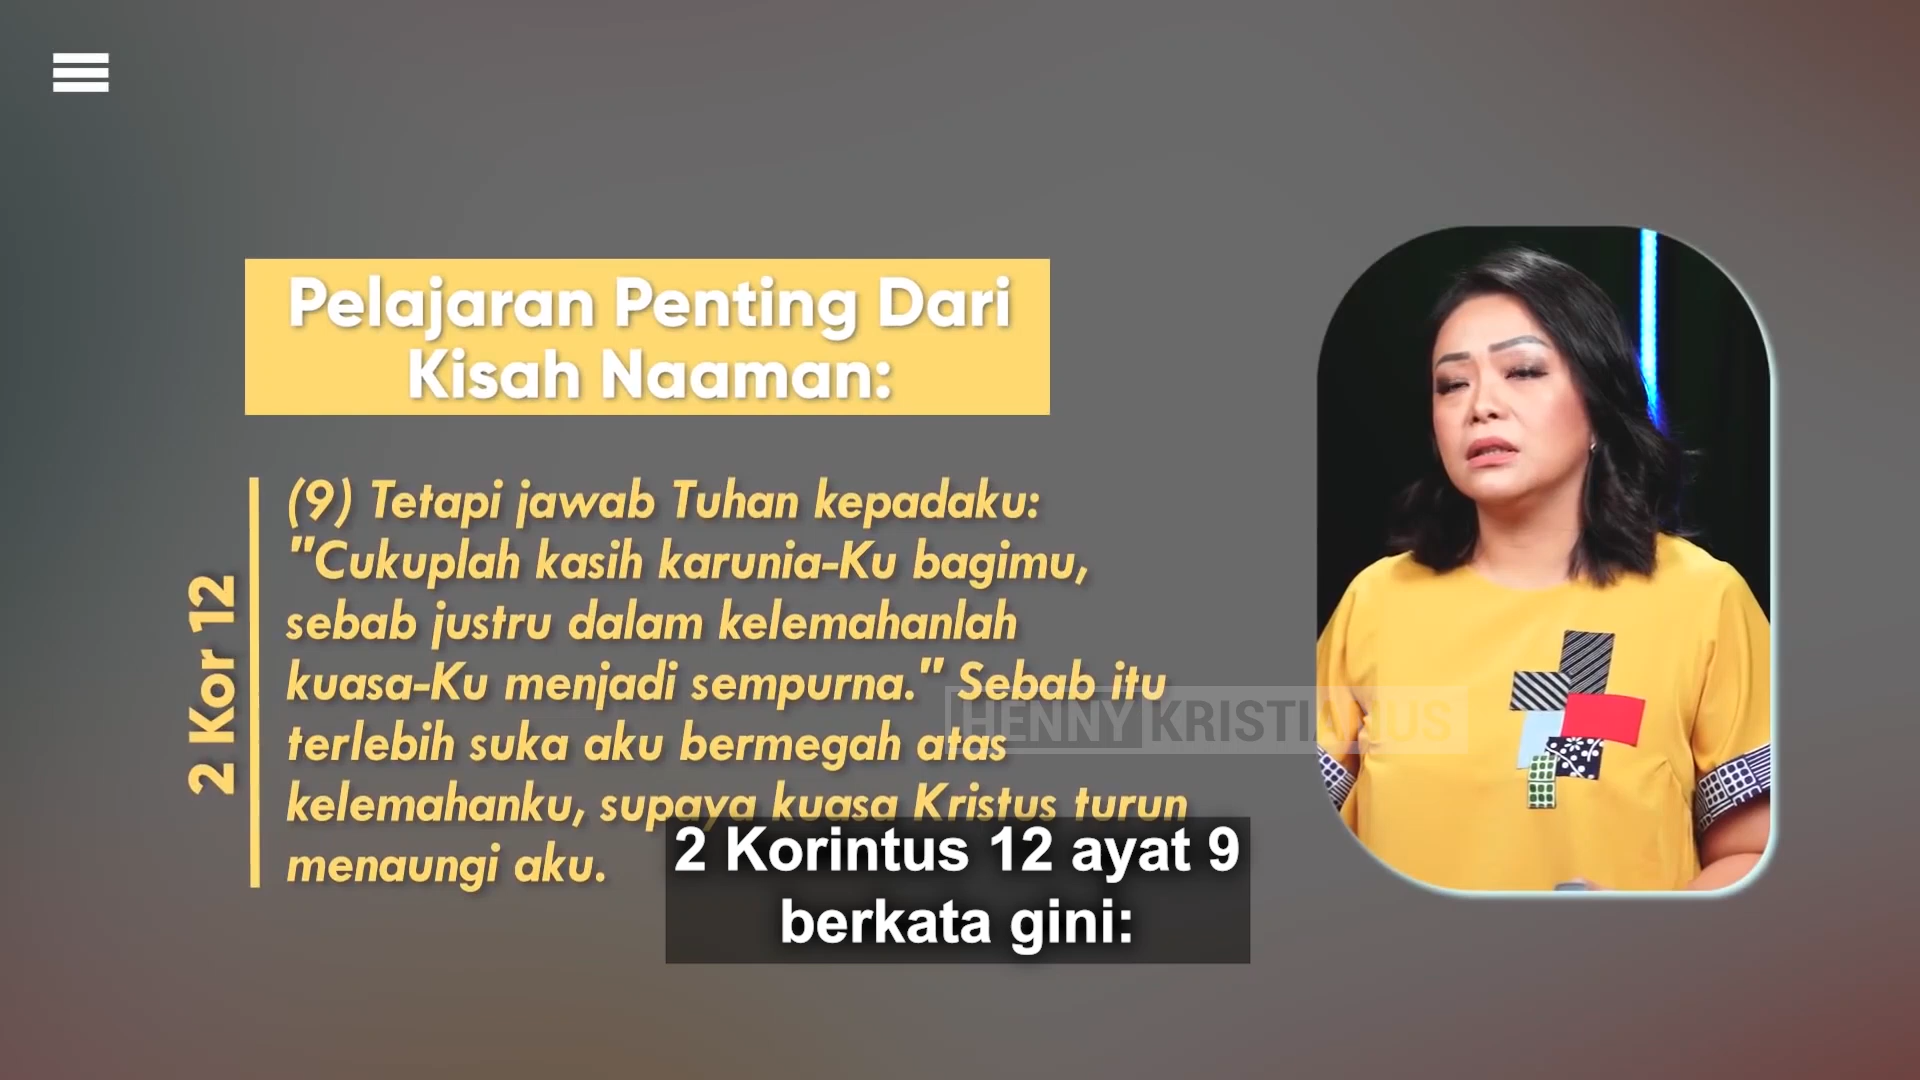 Pelajaran Penting Dari
Kisah Naaman:
2 Kor 12
(9) Tetapi jawab Tuhan kepadaku:
"Cukuplah kasih karunia-Ku bagimu,
sebab justru dalam kelemahanlah
kuasa-Ku menjadi sempurna." Sebab itu
terlebih suka aku bermegah atas
kelemahanku, supaya kuasa Kristus turun
menaungi aku.
HENNY KRISTIANUS
2 Korintus 12 ayat 9
berkata gini: